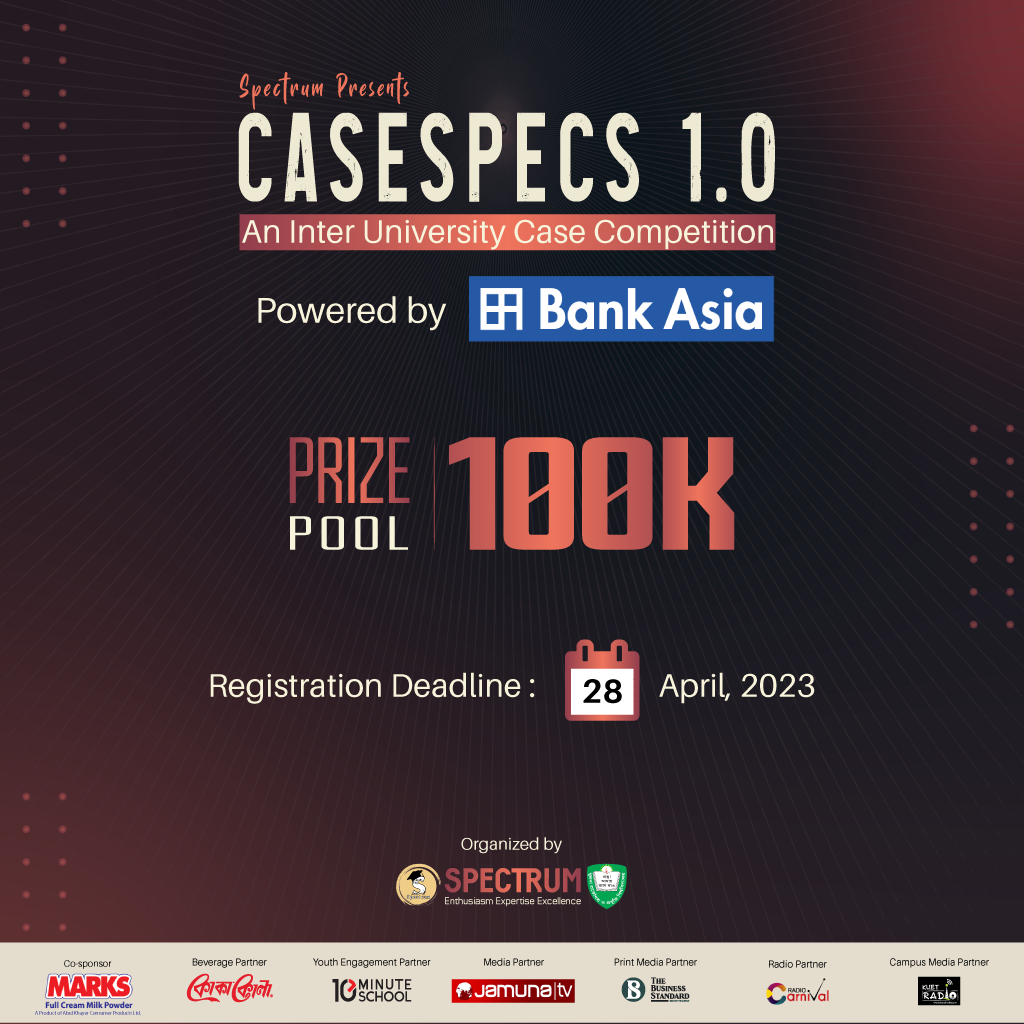 Spectrum Presents
CASESPECS 1.0
An Inter University Case Competition
Powered by Bank Asia
PRIZE
POOL
100K
Registration Deadline : 28 April, 2023
Organized by
SPECTRUM
Enthusiasm Expertise Excellence
Co-sponsor
MARKS
Full Cream Milk Powder
A Product of Abul Khayer Consumer Products Ltd.
Beverage Partner
কোকা-কোলা
Youth Engagement Partner
10 MINUTE
SCHOOL
Media Partner
JAMUNA|tv
Print Media Partner
THE
BUSINESS
STANDARD
Radio Partner
RADIO
Carnival
Campus Media Partner
KUET
RADIO